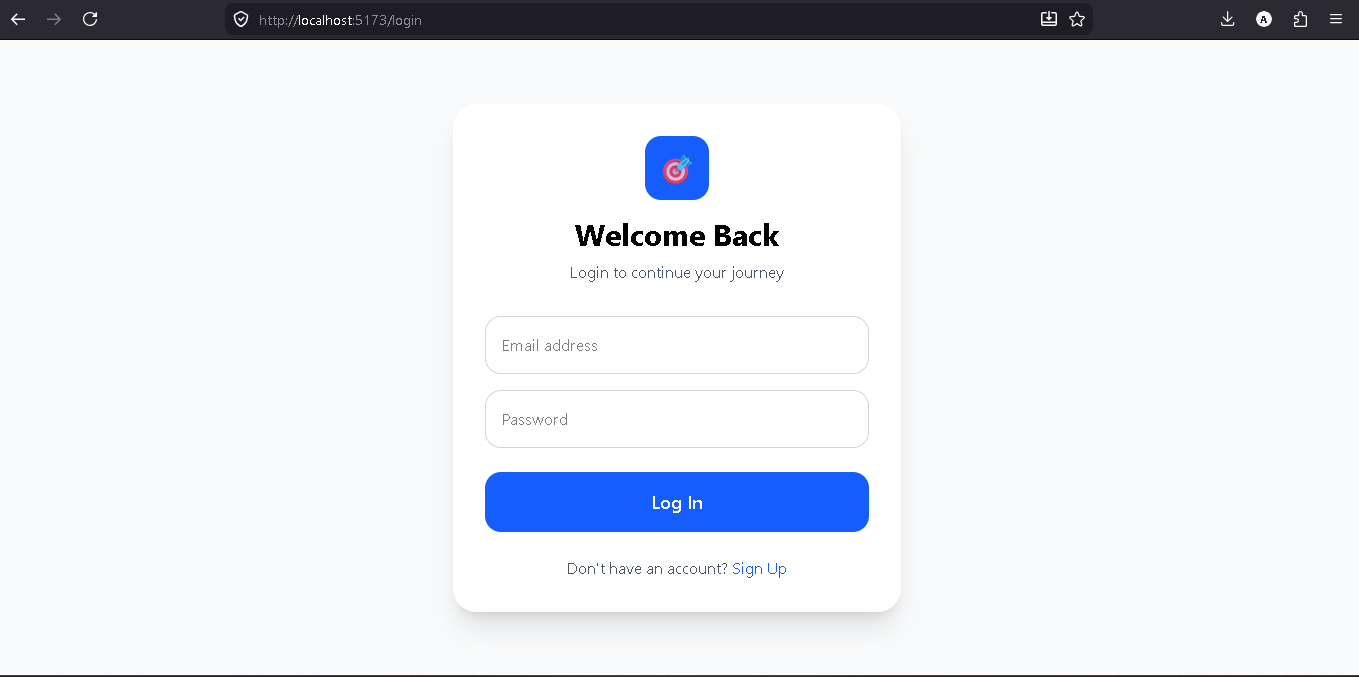 http://localhost:5173/login
A
Welcome Back
Login to continue your journey
Email address
Password
Log In
Don't have an account? Sign Up